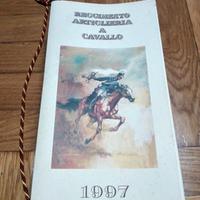 REGGIMENTO
ARTIGLIERIA
A
CAVALLO
1997